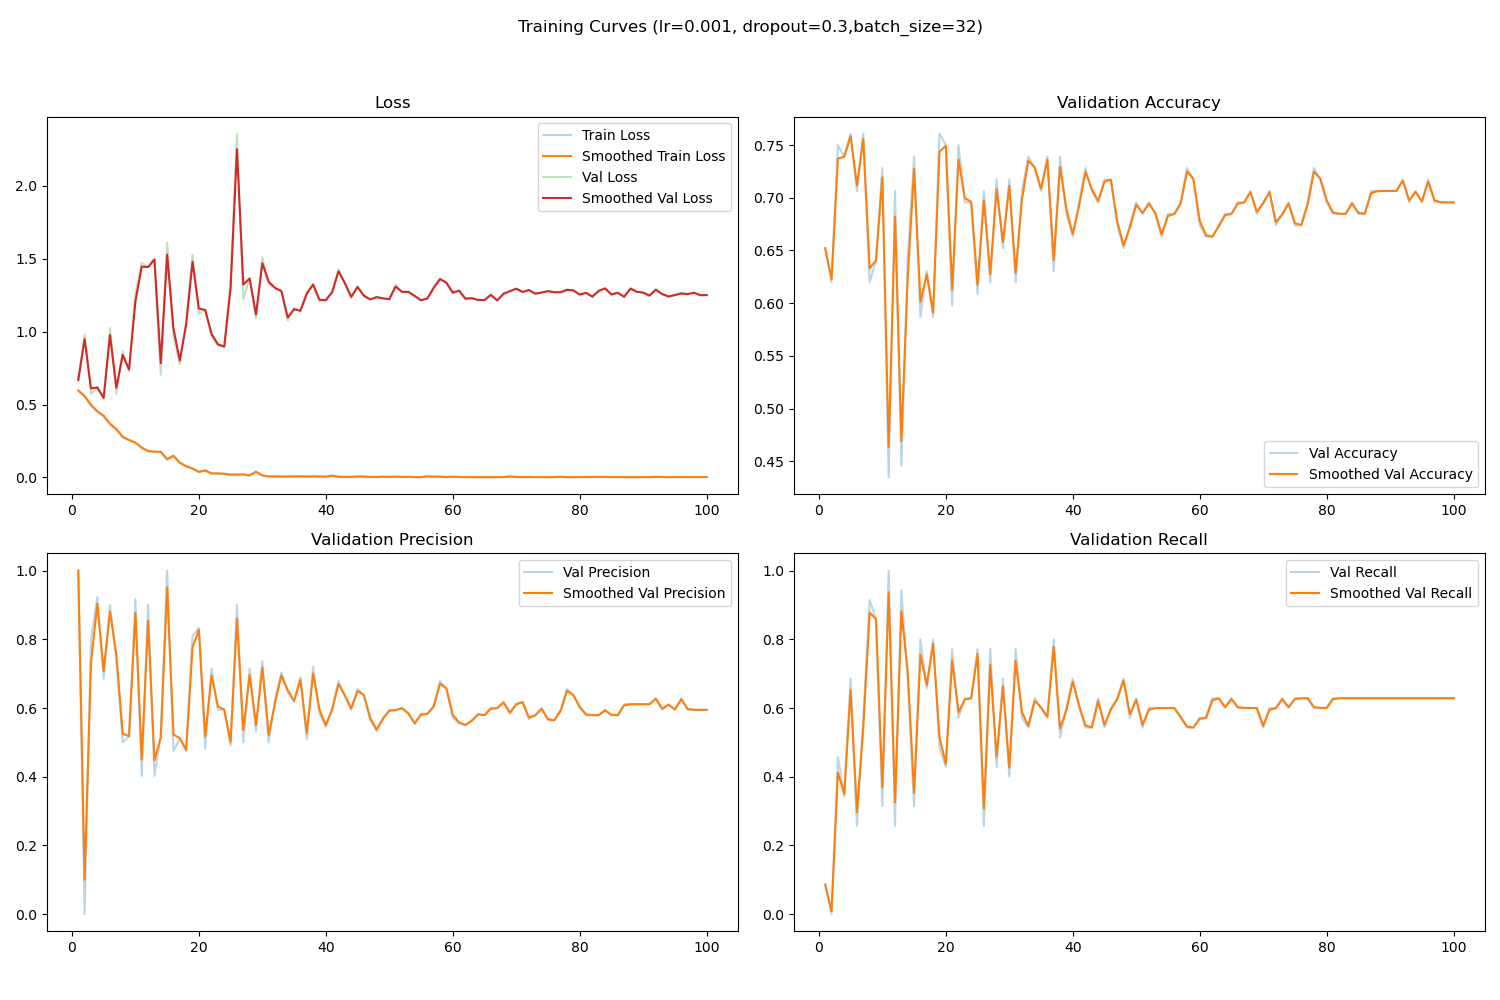 Training Curves (lr=0.001, dropout=0.3,batch_size=32)
Loss
Train Loss
Smoothed Train Loss
Val Loss
Smoothed Val Loss
2.0
1.5
1.0
0.5
0.0
0 20 40 60 80 100
Validation Accuracy
0.75
0.70
0.65
0.60
0.55
0.50
0.45
Val Accuracy
Smoothed Val Accuracy
0 20 40 60 80 100
Validation Precision
Val Precision
Smoothed Val Precision
1.0
0.8
0.6
0.4
0.2
0.0
0 20 40 60 80 100
Validation Recall
Val Recall
Smoothed Val Recall
1.0
0.8
0.6
0.4
0.2
0.0
0 20 40 60 80 100